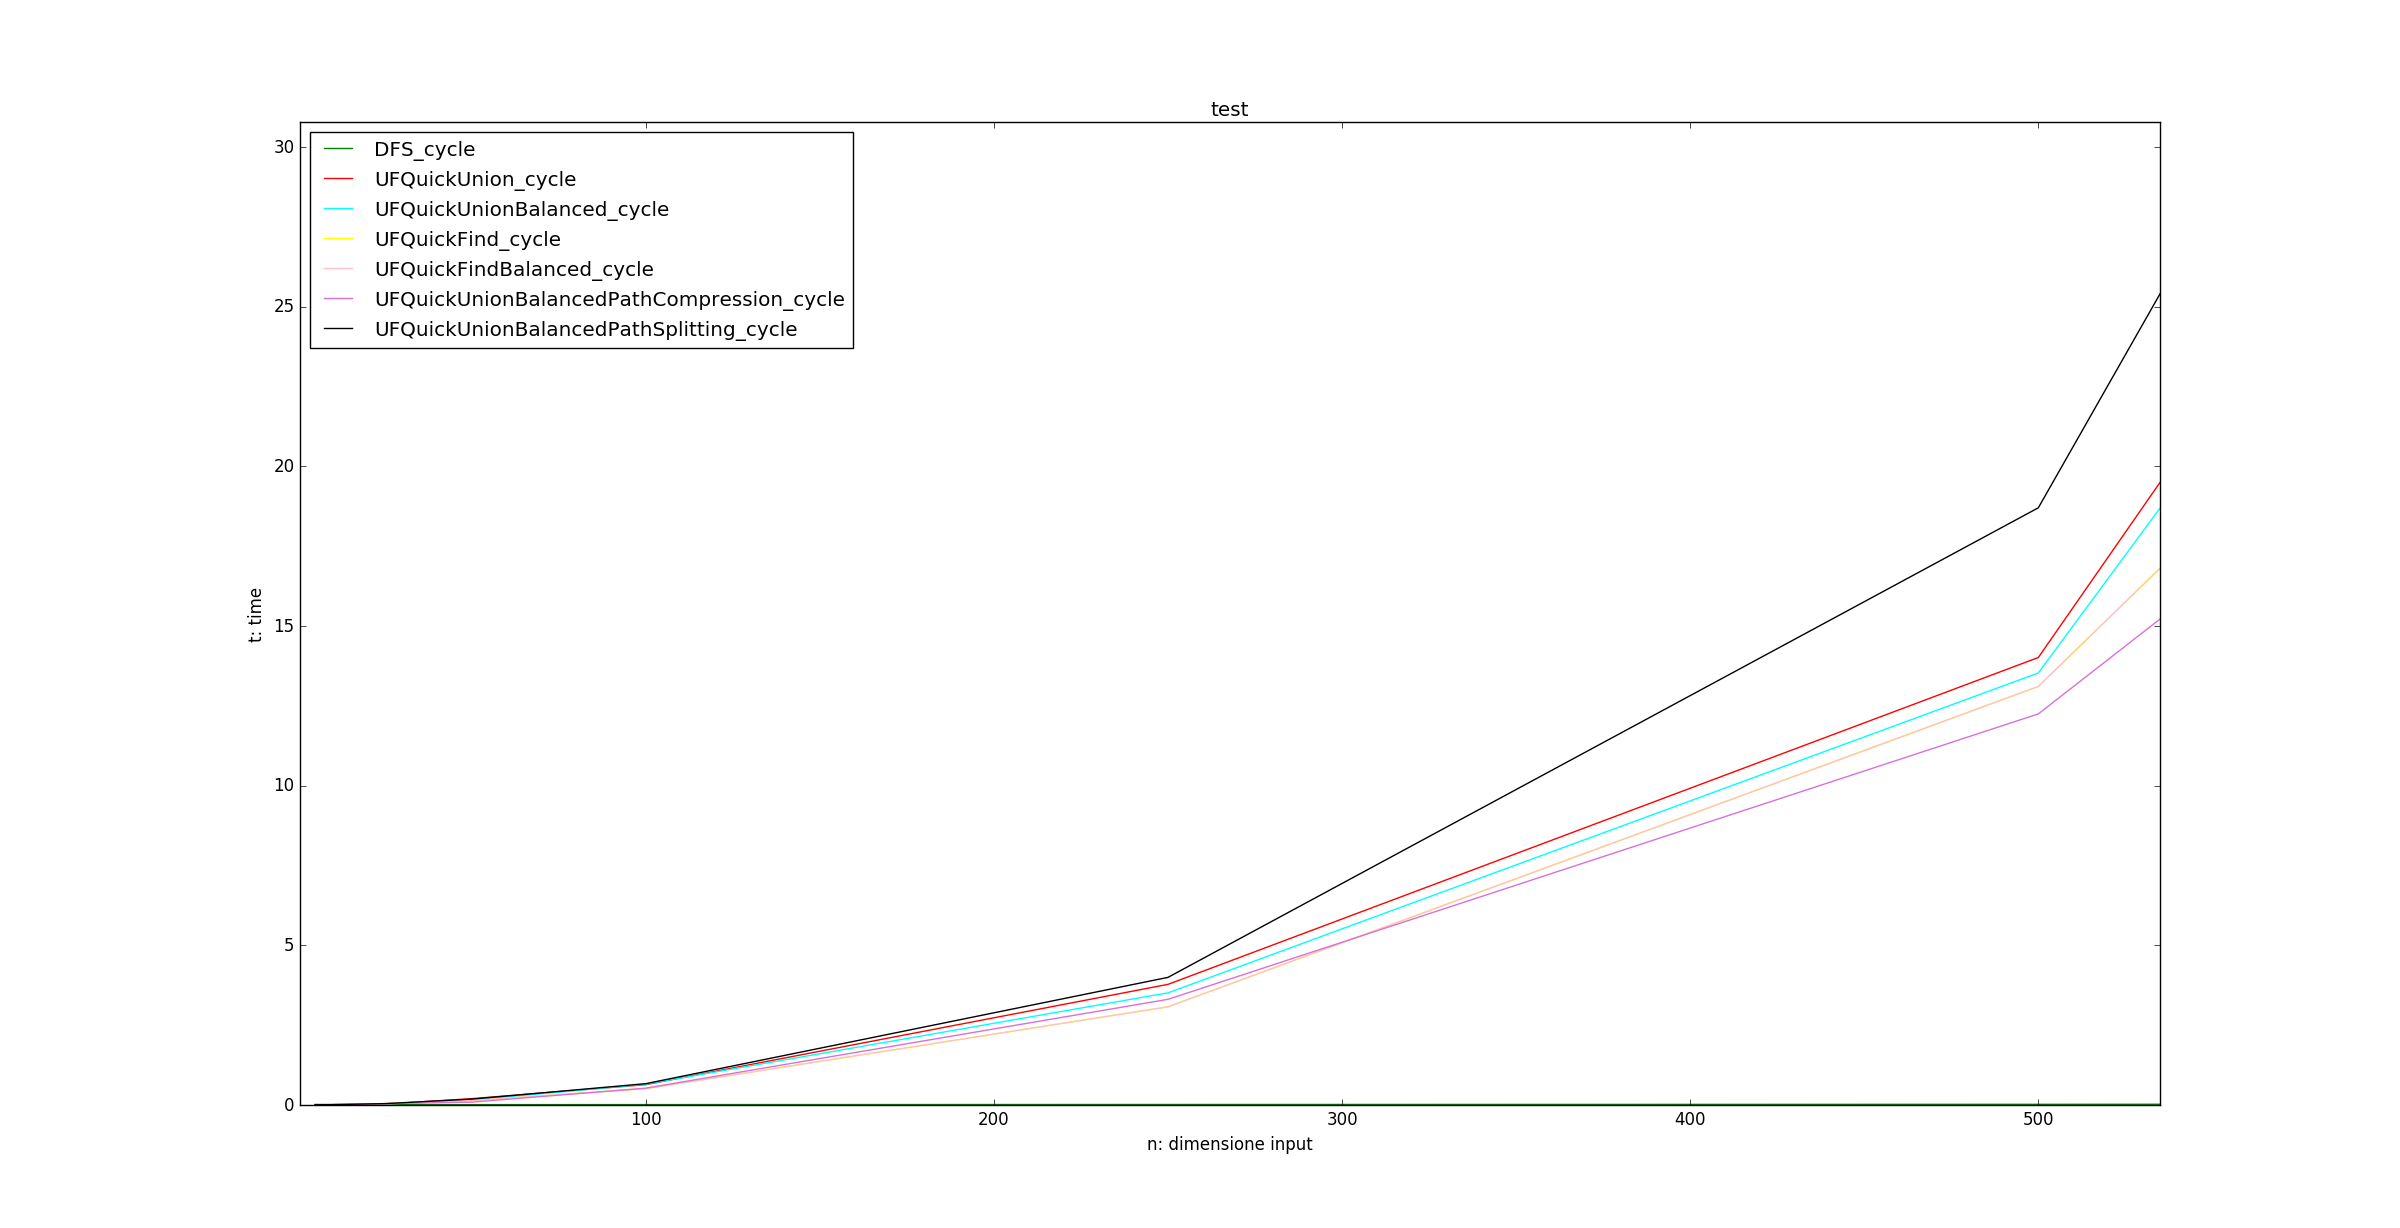 test
30
25
20
15
10
5
0
t: time
DFS_cycle
UFQuickUnion_cycle
UFQuickUnionBalanced_cycle
UFQuickFind_cycle
UFQuickFindBalanced_cycle
UFQuickUnionBalancedPathCompression_cycle
UFQuickUnionBalancedPathSplitting_cycle
100 200 300 400 500
n: dimensione input